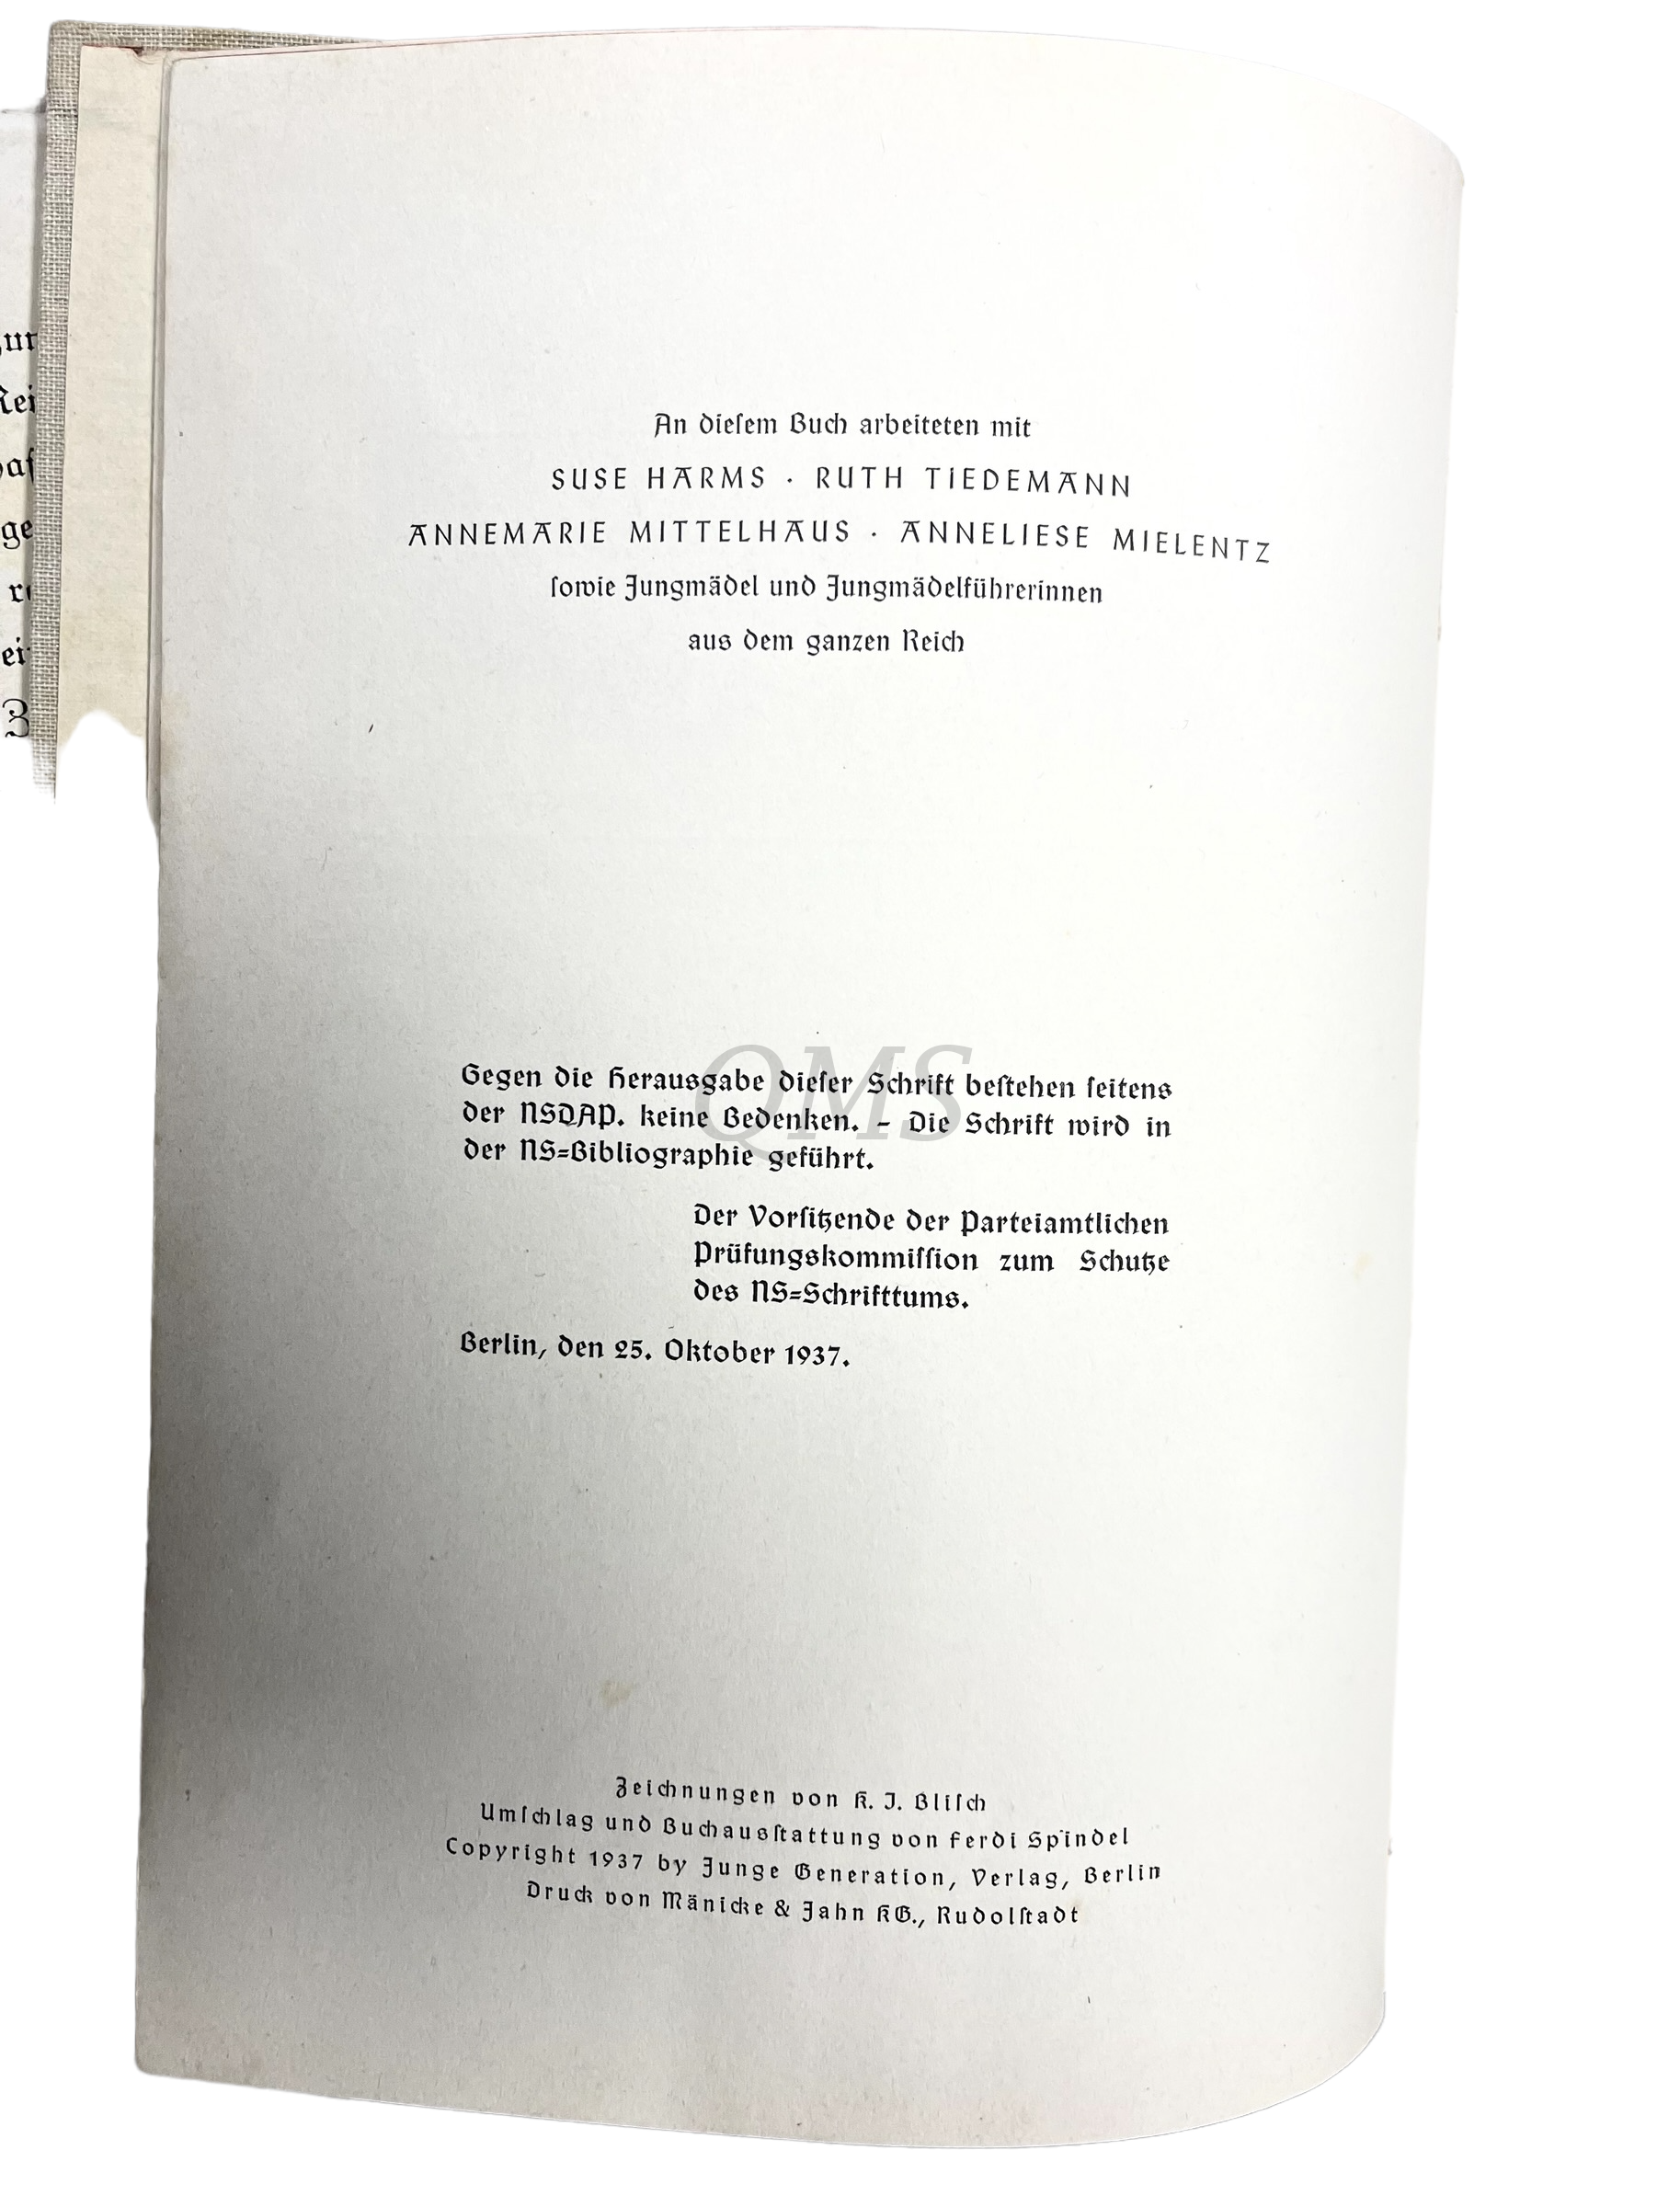 An dieſem Buch arbeiteten mit
SUSE HARMS · RUTH TIEDEMANN
ANNEMARIE MITTELHAUS · ANNELIESE MIELENTZ
ſowie Jungmädel und Jungmädelführerinnen
aus dem ganzen Reich
Gegen die Herausgabe dieſer Schrift beſtehen ſeitens
der NSDAP. keine Bedenken. – Die Schrift wird in
der NS=Bibliographie geführt.
Der Vorſitzende der Parteiamtlichen
Prüfungskommiſſion zum Schutze
des NS=Schrifttums.
Berlin, den 25. Oktober 1937.
Zeichnungen von K. J. Bliſch
Umſchlag und Buchausſtattung von Ferdi Spindel
Copyright 1937 by Junge Generation, Verlag, Berlin
Druck von Mänicke & Jahn KG., Rudolſtadt
QMS